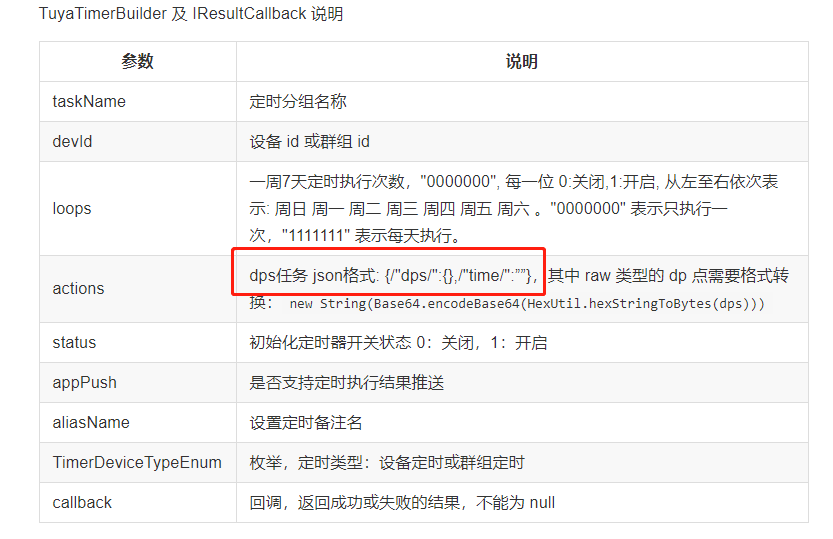 TuyaTimerBuilder 及 IResultCallback 说明
参数 说明
taskName 定时分组名称
devId 设备 id 或群组 id
loops 一周7天定时执行次数，"0000000", 每一位 0:关闭,1:开启, 从左至右依次表
示: 周日 周一 周二 周三 周四 周五 周六 。"0000000" 表示只执行一
次，"1111111" 表示每天执行。
actions dps任务 json格式: {/"dps/":{},/"time/":""}，其中 raw 类型的 dp 点需要格式转
换： new String(Base64.encodeBase64(HexUtil.hexStringToBytes(dps)))
status 初始化定时器开关状态 0：关闭，1：开启
appPush 是否支持定时执行结果推送
aliasName 设置定时备注名
TimerDeviceTypeEnum 枚举，定时类型：设备定时或群组定时
callback 回调，返回成功或失败的结果，不能为 null